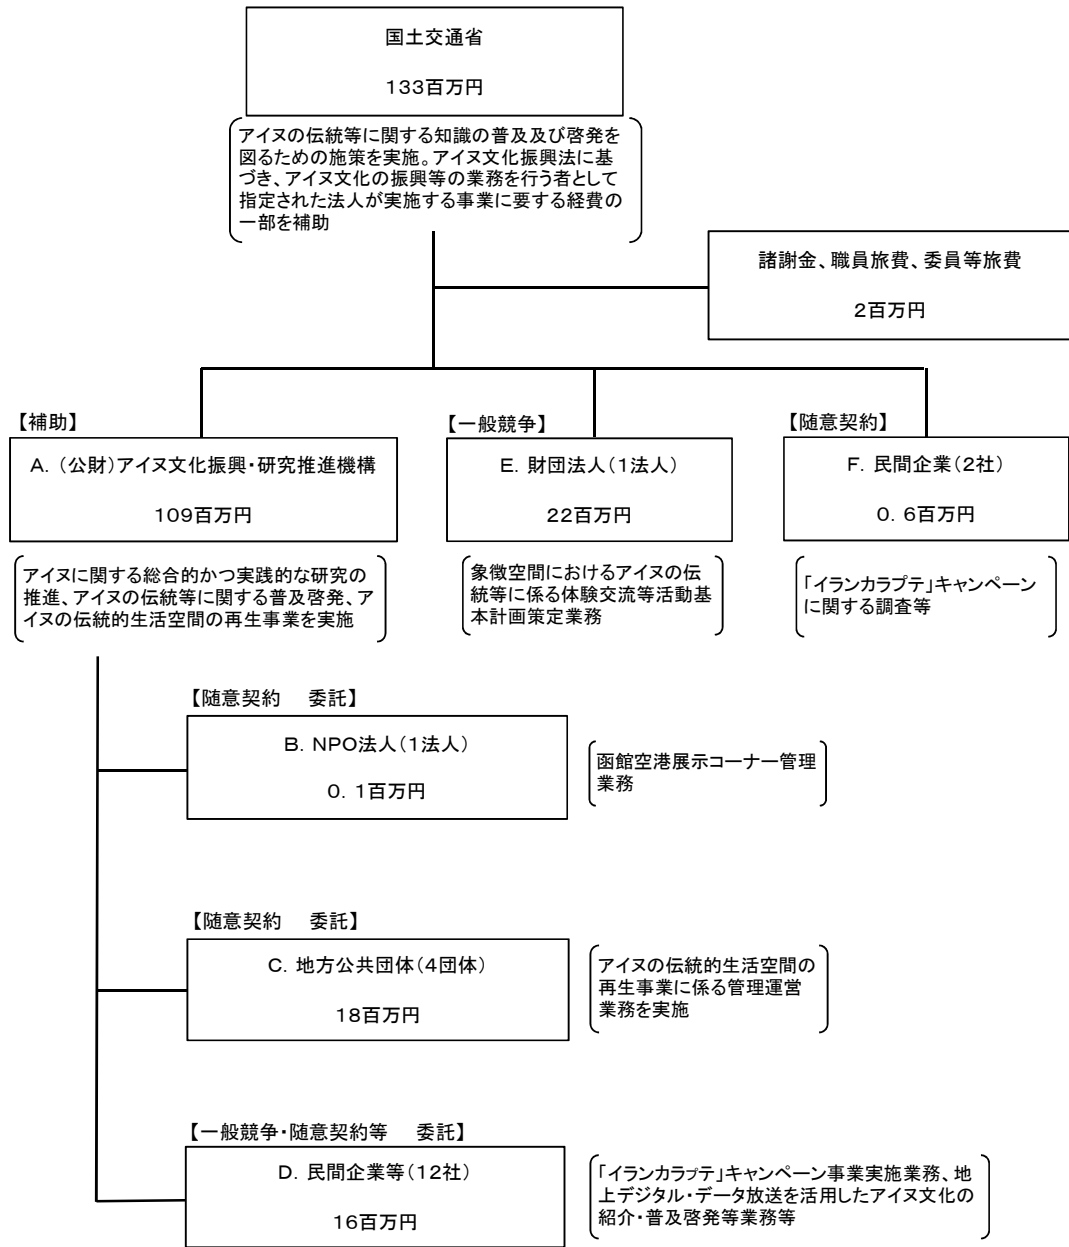 国土交通省
133百万円
アイヌの伝統等に関する知識の普及及び啓発を
図るための施策を実施。アイヌ文化振興法に基
づき、アイヌ文化の振興等の業務を行う者として
指定された法人が実施する事業に要する経費の
一部を補助
諸謝金、職員旅費、委員等旅費
2百万円
【補助】
A. (公財)アイヌ文化振興・研究推進機構
109百万円
アイヌに関する総合的かつ実践的な研究の
推進、アイヌの伝統等に関する普及啓発、ア
イヌの伝統的生活空間の再生事業を実施
【一般競争】
E. 財団法人(1法人)
22百万円
象徴空間におけるアイヌの伝
統等に係る体験交流等活動基
本計画策定業務
【随意契約】
F. 民間企業(2社)
0. 6百万円
「イランカラプテ」キャンペーン
に関する調査等
【随意契約 委託】
B. NPO法人(1法人)
0. 1百万円
函館空港展示コーナー管理
業務
【随意契約 委託】
C. 地方公共団体(4団体)
18百万円
アイヌの伝統的生活空間の
再生事業に係る管理運営
業務を実施
【一般競争・随意契約等 委託】
D. 民間企業等(12社)
16百万円
「イランカラプテ」キャンペーン事業実施業務、地
上デジタル・データ放送を活用したアイヌ文化の
紹介・普及啓発等業務等